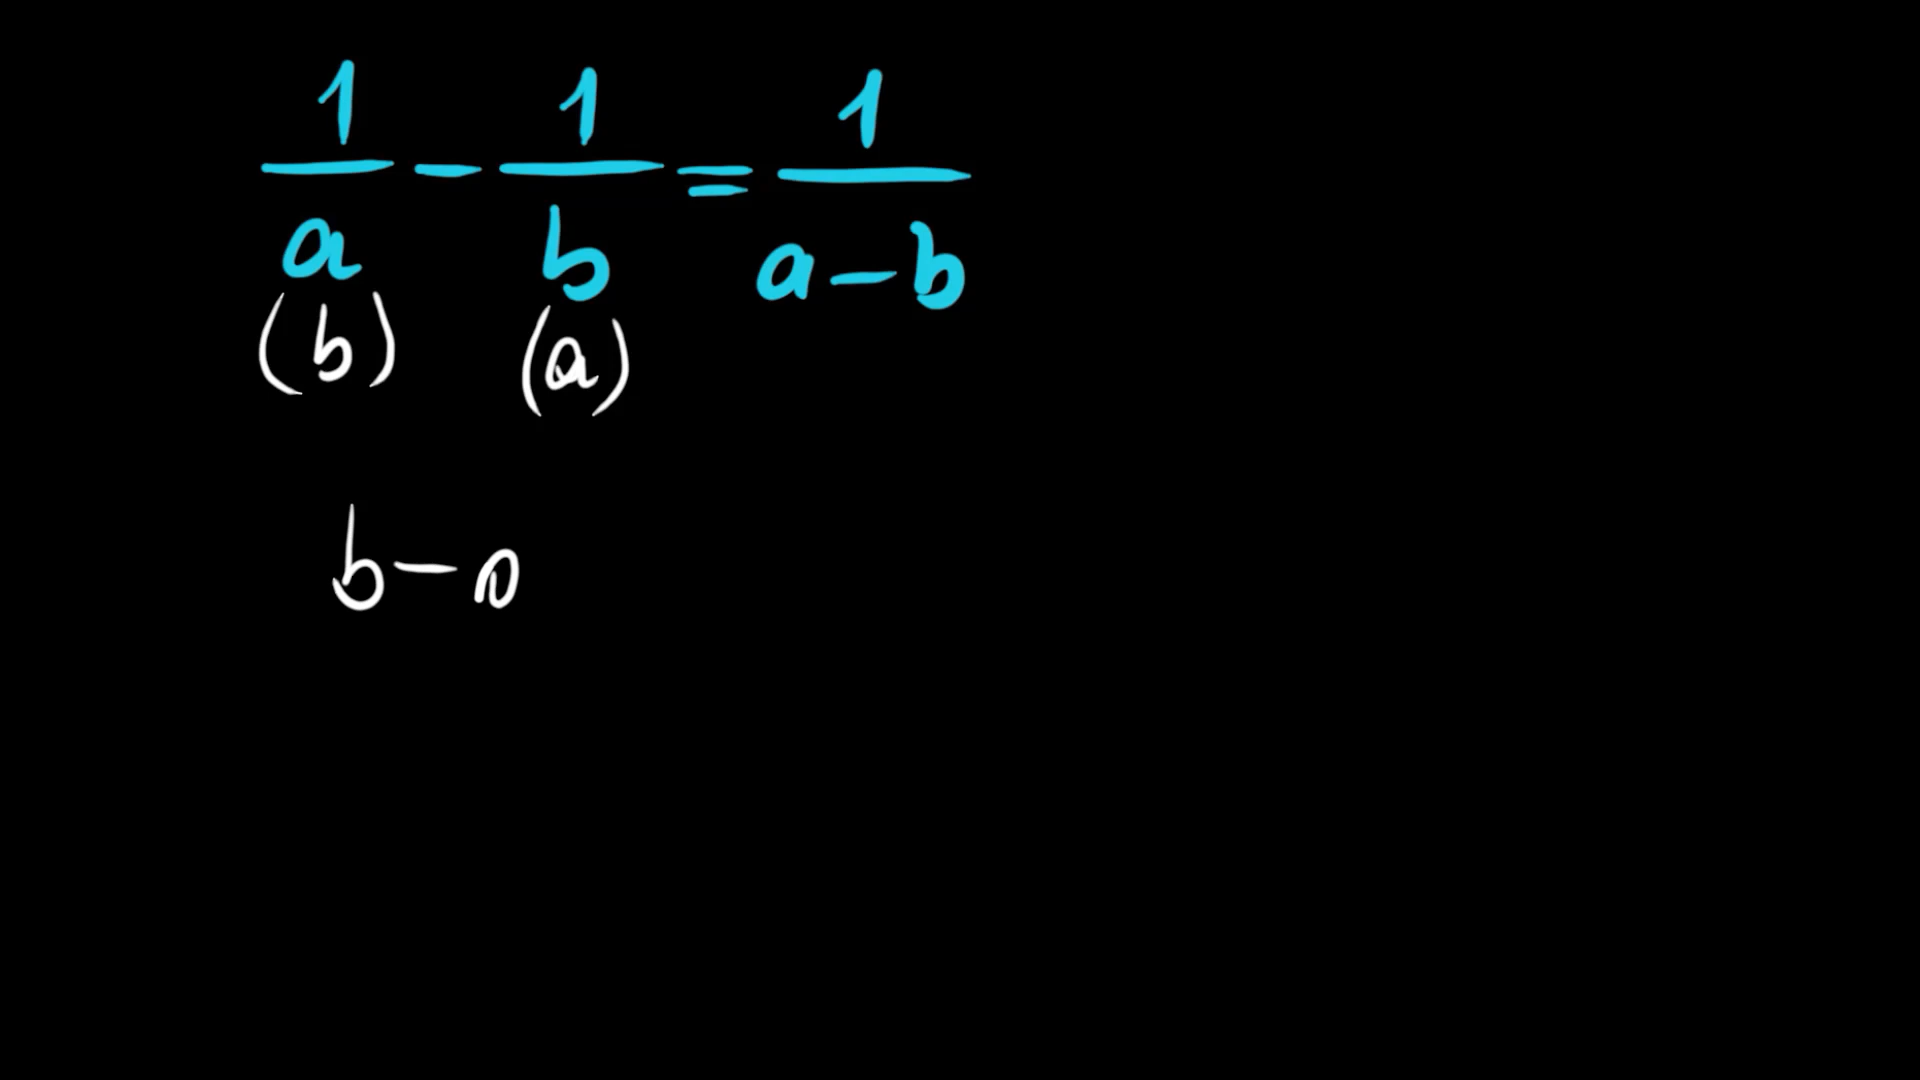 1/a - 1/b = 1/(a-b)
(b) (a)
b-